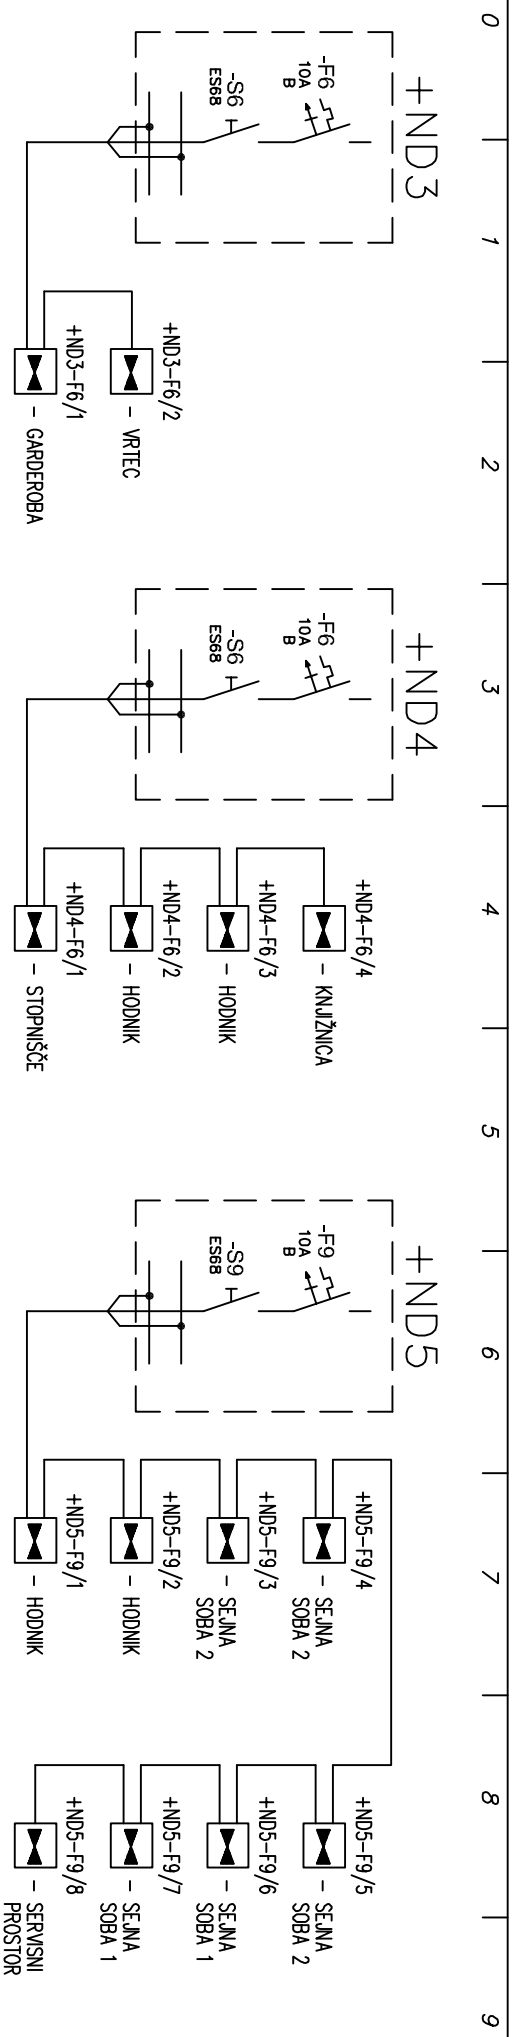 0
1
2
3
4
5
6
7
8
9
+ND3
-F6
10A
B
-S6
ES68
+ND3-F6/2
- VRTEC
+ND3-F6/1
- GARDEROBA
+ND4
-F6
10A
B
-S6
ES68
+ND4-F6/4
- KNJIŽNICA
+ND4-F6/3
- HODNIK
+ND4-F6/2
- HODNIK
+ND4-F6/1
- STOPNIŠČE
+ND5
-F9
10A
B
-S9
ES68
+ND5-F9/4
- SEJNA
SOBA 2
+ND5-F9/3
- SEJNA
SOBA 2
+ND5-F9/2
- HODNIK
+ND5-F9/1
- HODNIK
+ND5-F9/5
- SEJNA
SOBA 2
+ND5-F9/6
- SEJNA
SOBA 1
+ND5-F9/7
- SEJNA
SOBA 1
+ND5-F9/8
- SERVISNI
PROSTOR